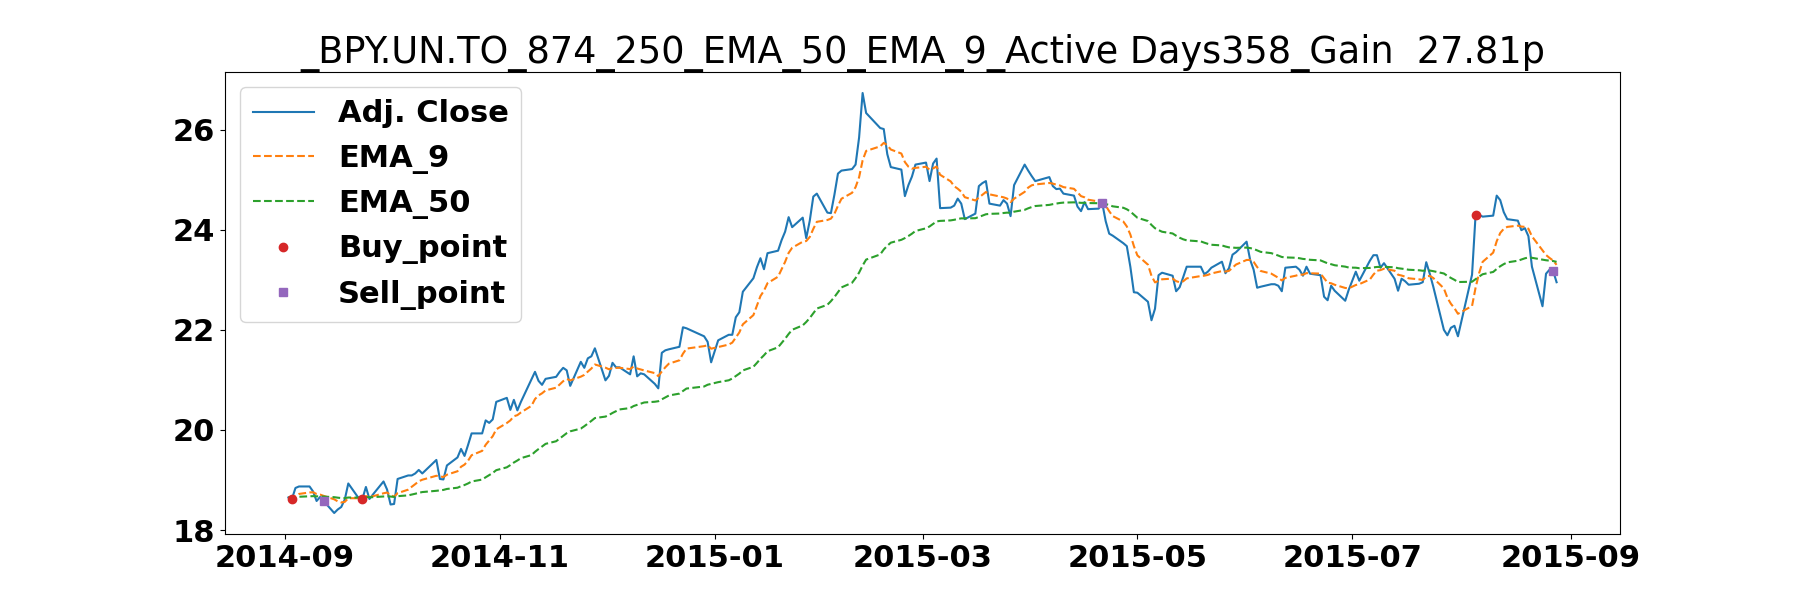 _BPY.UN.TO_874_250_EMA_50_EMA_9_Active Days358_Gain  27.81p
Adj. Close
EMA_9
EMA_50
Buy_point
Sell_point
26
24
22
20
18
2014-09 2014-11 2015-01 2015-03 2015-05 2015-07 2015-09